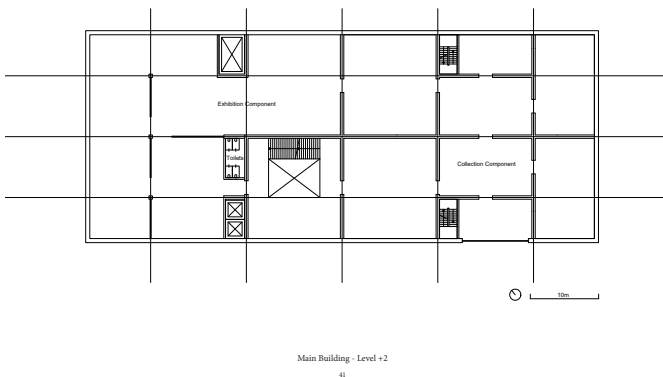 Exhibition Component
Toilets
Collection Component
10m
Main Building - Level +2
41